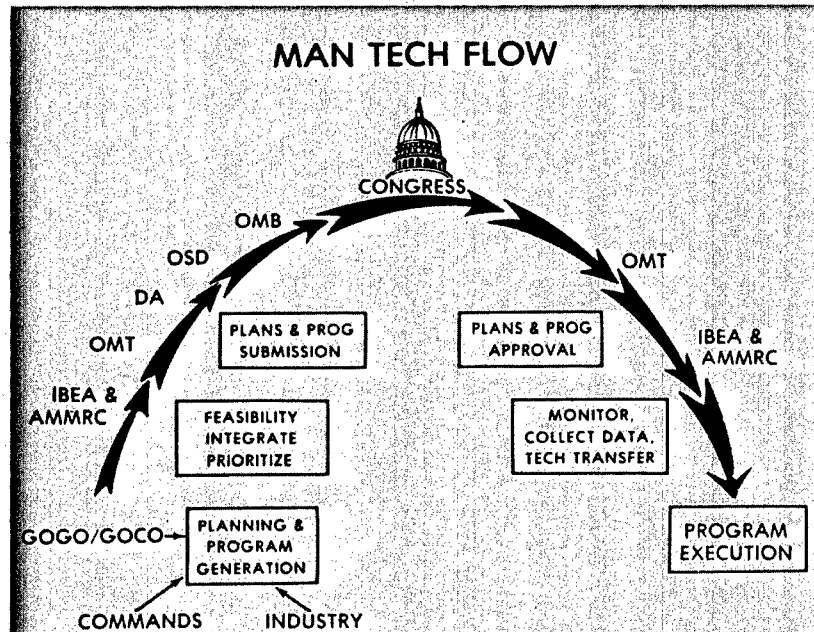 MAN TECH FLOW
CONGRESS
OMB
OSD
DA
OMT
IBEA &
AMMRC
OMT
IBEA &
AMMRC
PLANS & PROG
SUBMISSION
PLANS & PROG
APPROVAL
FEASIBILITY
INTEGRATE
PRIORITIZE
MONITOR,
COLLECT DATA,
TECH TRANSFER
GOGO/GOCO
PLANNING &
PROGRAM
GENERATION
PROGRAM
EXECUTION
COMMANDS
INDUSTRY